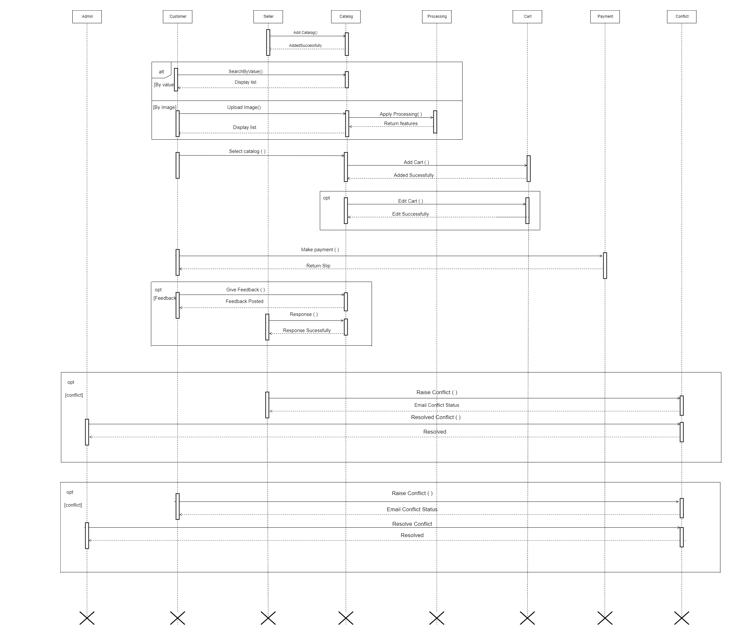 Admin Customer Seller Catalog Processing Cart Payment Conflict
Add Catalog()
AddedSuccessfully
alt
SearchByValue()
[By value
Display list
[By image]
Upload Image()
Apply Processing( )
Return features
Display list
Select catalog ( )
Add Cart ( )
Added Sucessfully
opt
Edit Cart ( )
Edit Successfully
Make payment ( )
Return Slip
opt
Give Feedback ( )
[Feedback
Feedback Posted
Response ( )
Response Sucessfully
opt
[conflict]
Raise Conflict ( )
Email Conflict Status
Resolved Conflict ( )
Resolved
opt
Raise Conflict ( )
[conflict]
Email Conflict Status
Resolve Conflict
Resolved